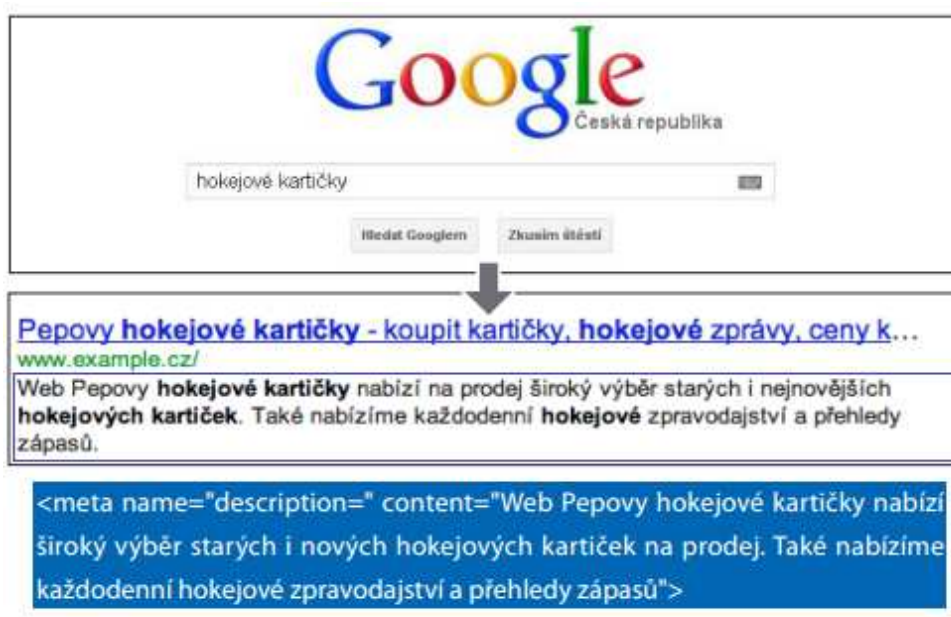 Google
Česká republika
hokejové kartičky
Hledat Googlem
Zkusím štěstí
Pepovy hokejové kartičky - koupit kartičky, hokejové zprávy, ceny k...
www.example.cz/
Web Pepovy hokejové kartičky nabízí na prodej široký výběr starých i nejnovějších
hokejových kartiček. Také nabízíme každodenní hokejové zpravodajství a přehledy
zápasů.
<meta name="description=" content="Web Pepovy hokejové kartičky nabízí
široký výběr starých i nových hokejových kartiček na prodej. Také nabízíme
každodenní hokejové zpravodajství a přehledy zápasů">